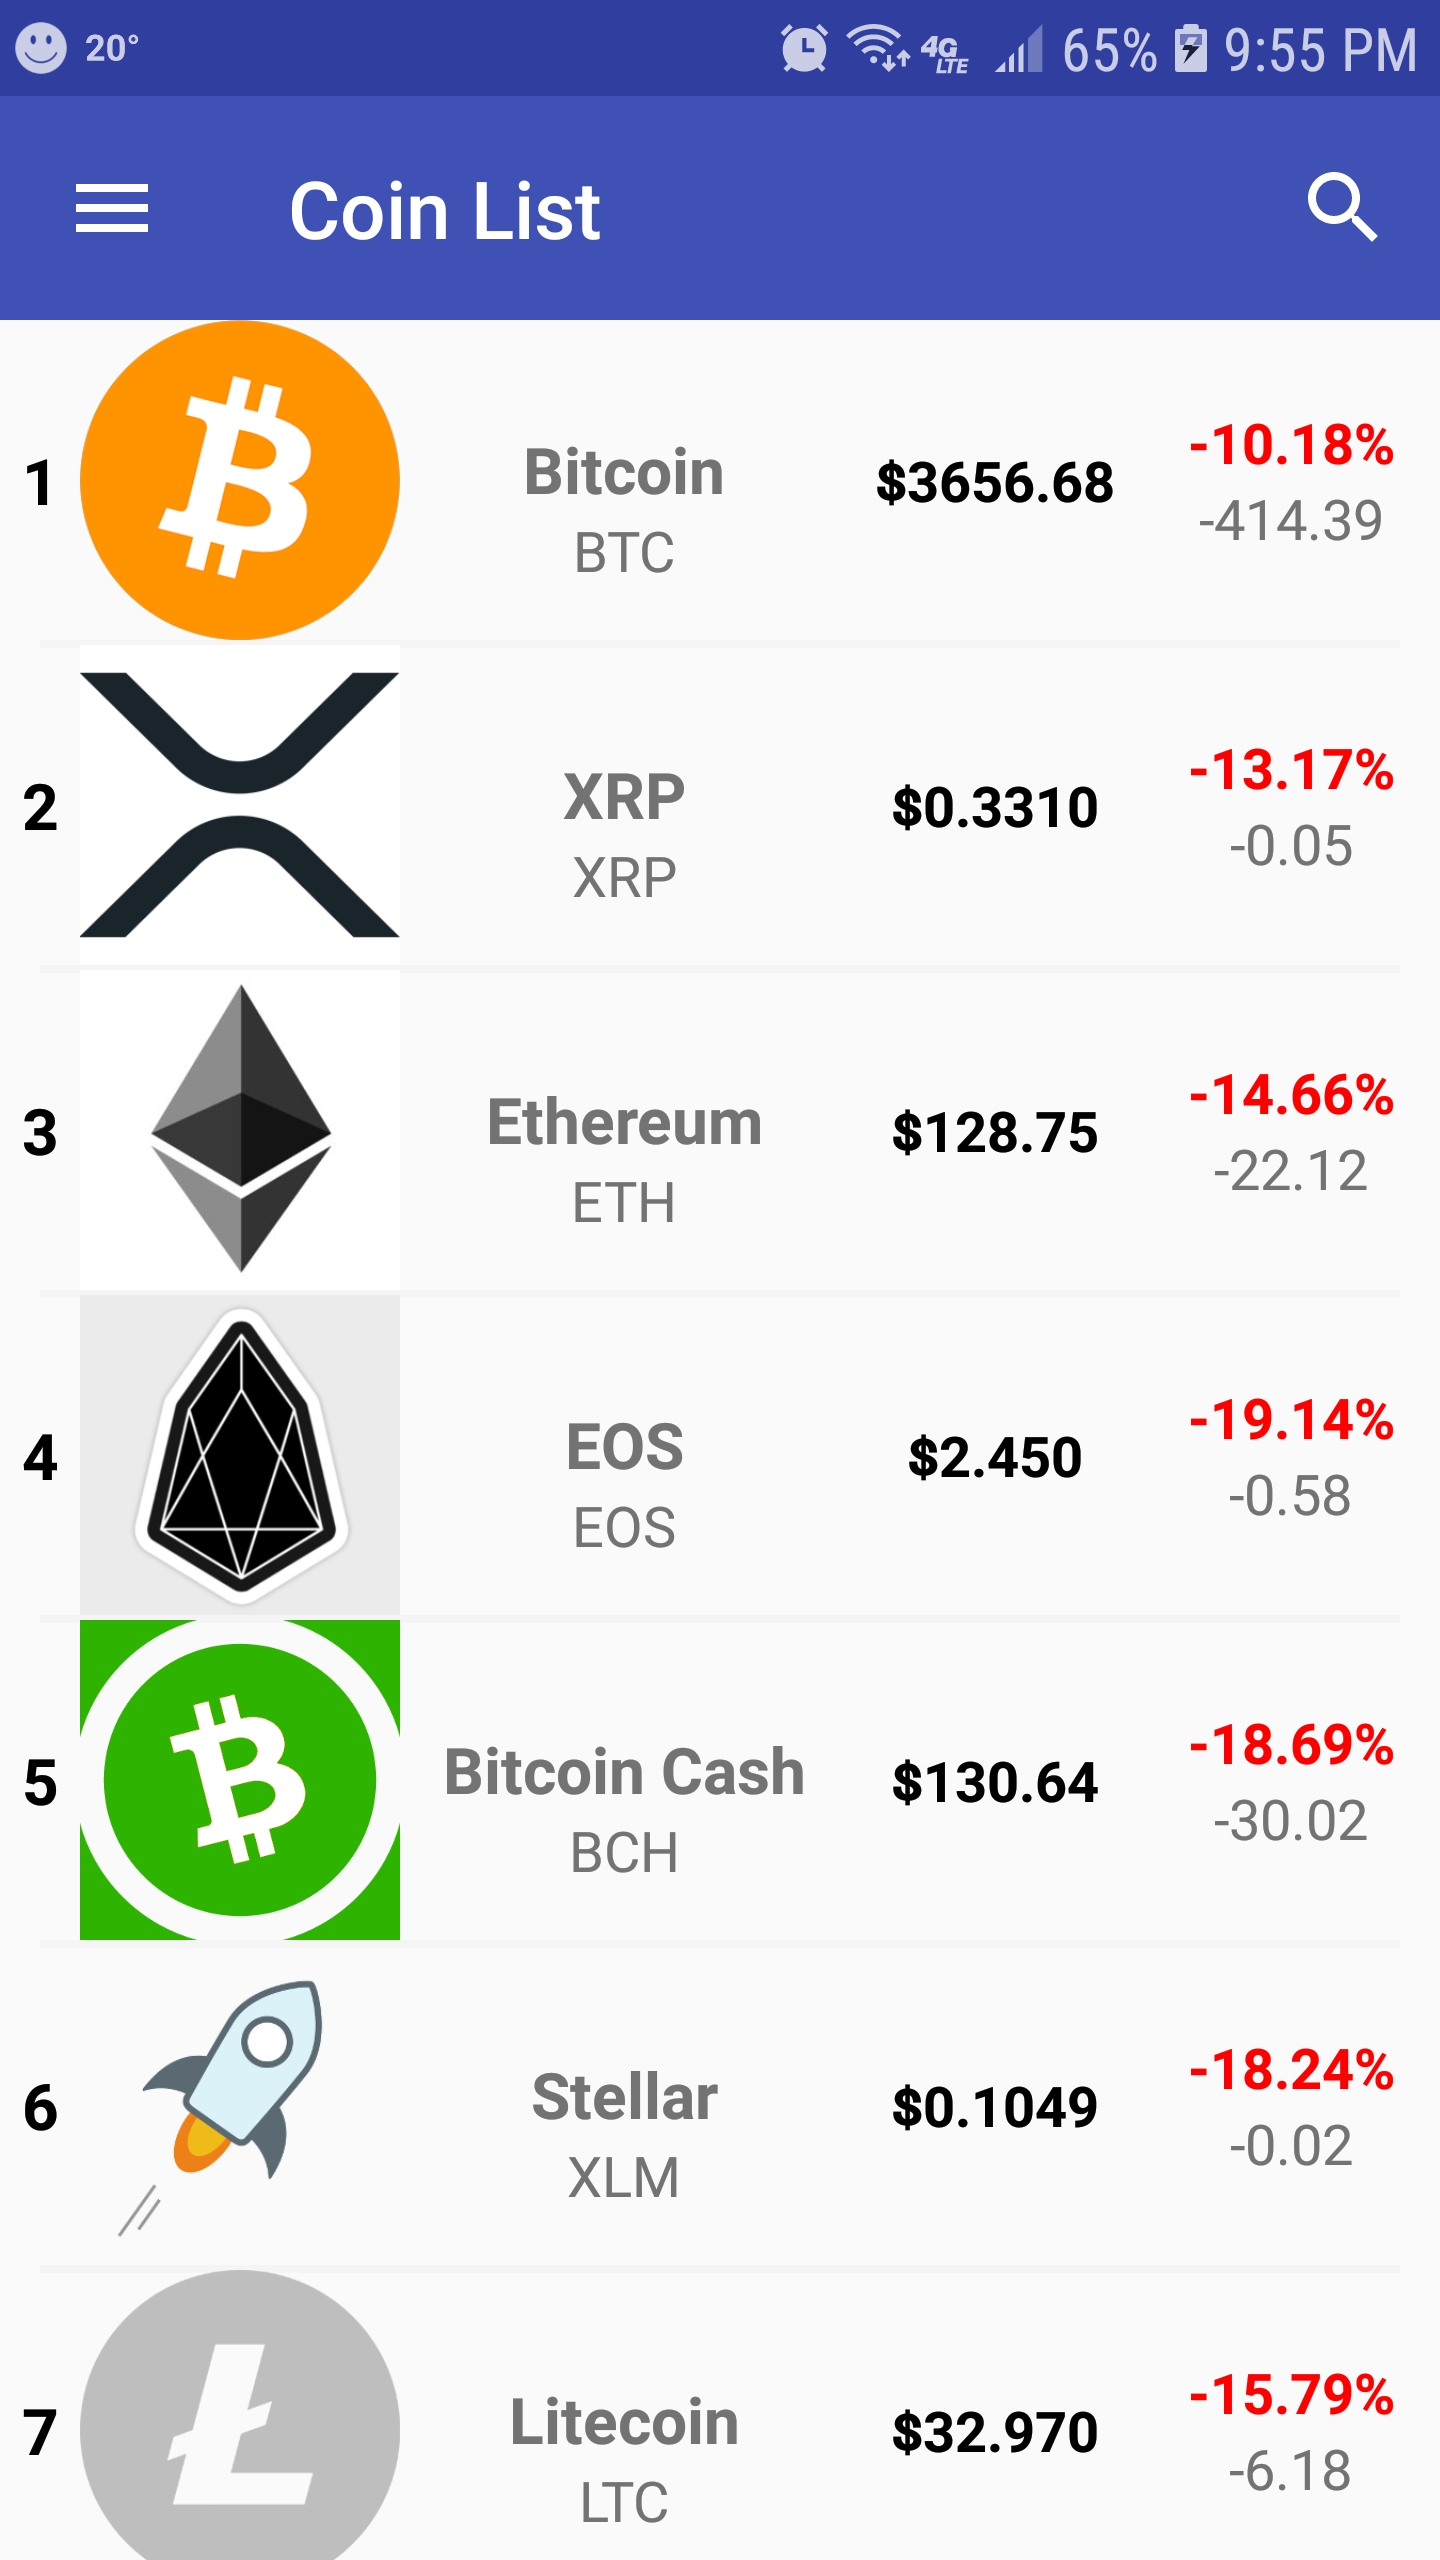 20° 4G LTE 65% 9:55 PM
Coin List
1 Bitcoin $3656.68 -10.18%
BTC -414.39
2 XRP $0.3310 -13.17%
XRP -0.05
3 Ethereum $128.75 -14.66%
ETH -22.12
4 EOS $2.450 -19.14%
EOS -0.58
5 Bitcoin Cash $130.64 -18.69%
BCH -30.02
6 Stellar $0.1049 -18.24%
XLM -0.02
7 Litecoin $32.970 -15.79%
LTC -6.18